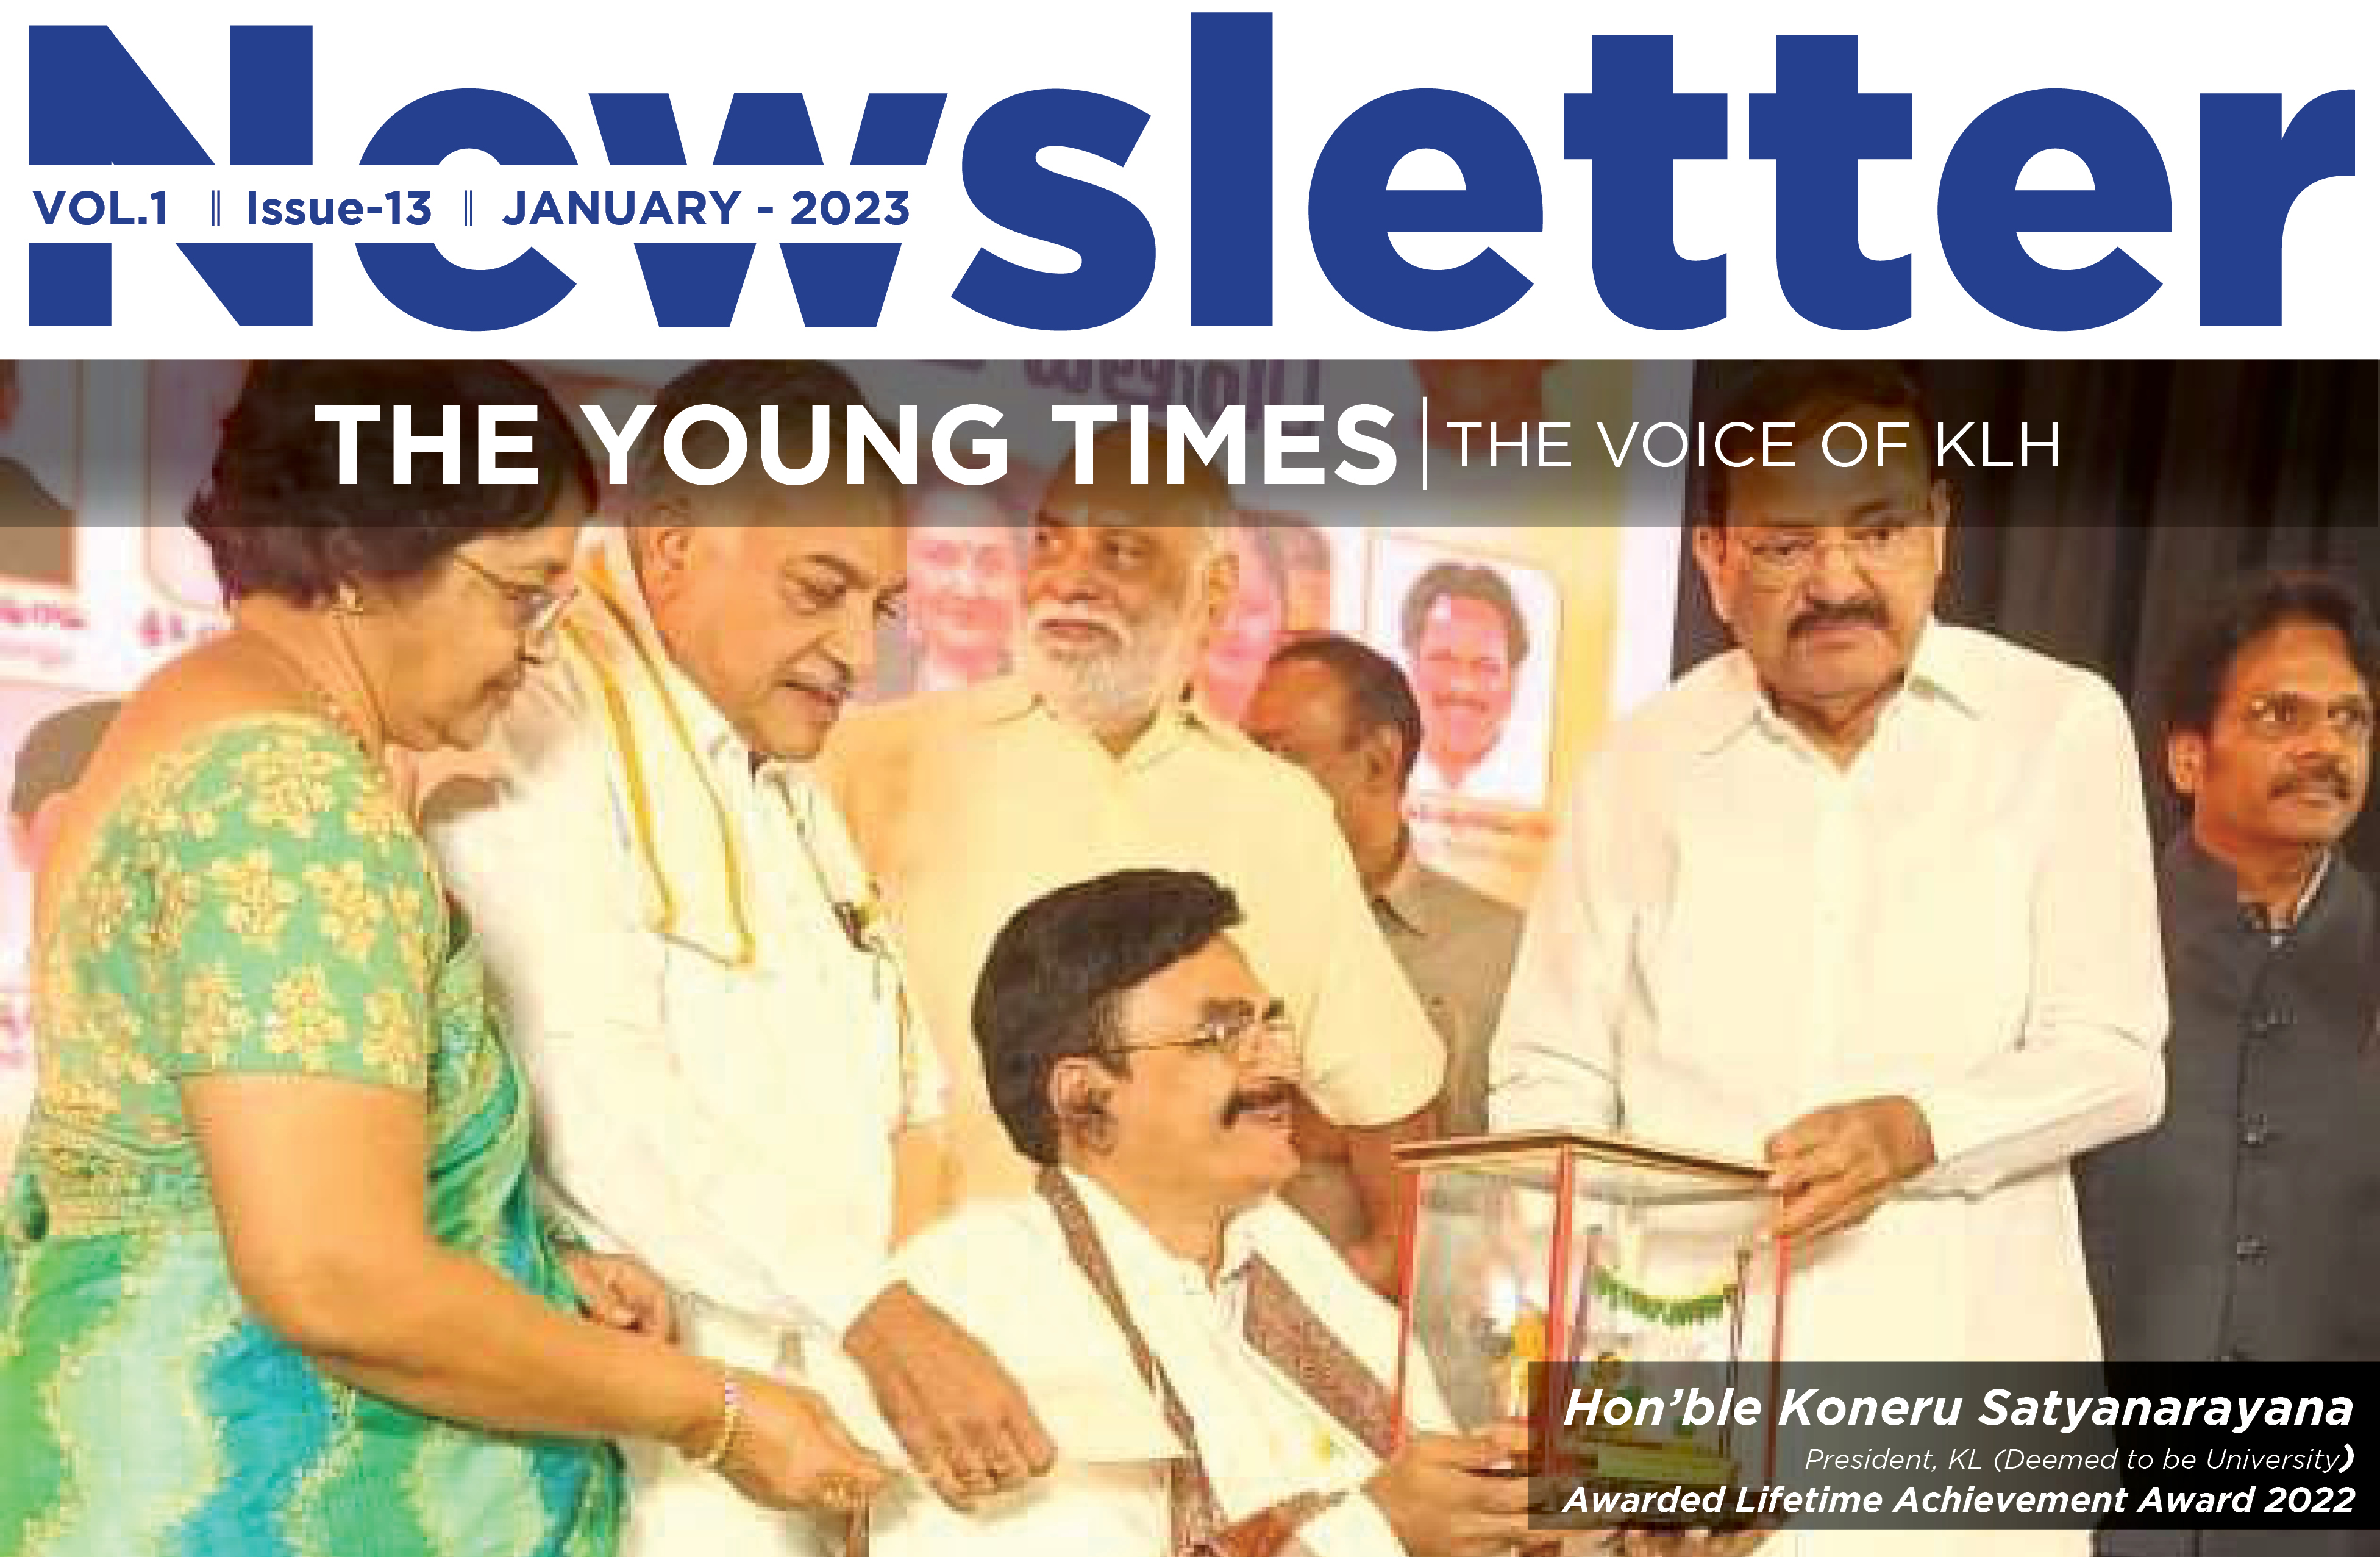 Newsletter
VOL.1 || Issue-13 || JANUARY - 2023
THE YOUNG TIMES | THE VOICE OF KLH
Hon'ble Koneru Satyanarayana
President, KL (Deemed to be University)
Awarded Lifetime Achievement Award 2022